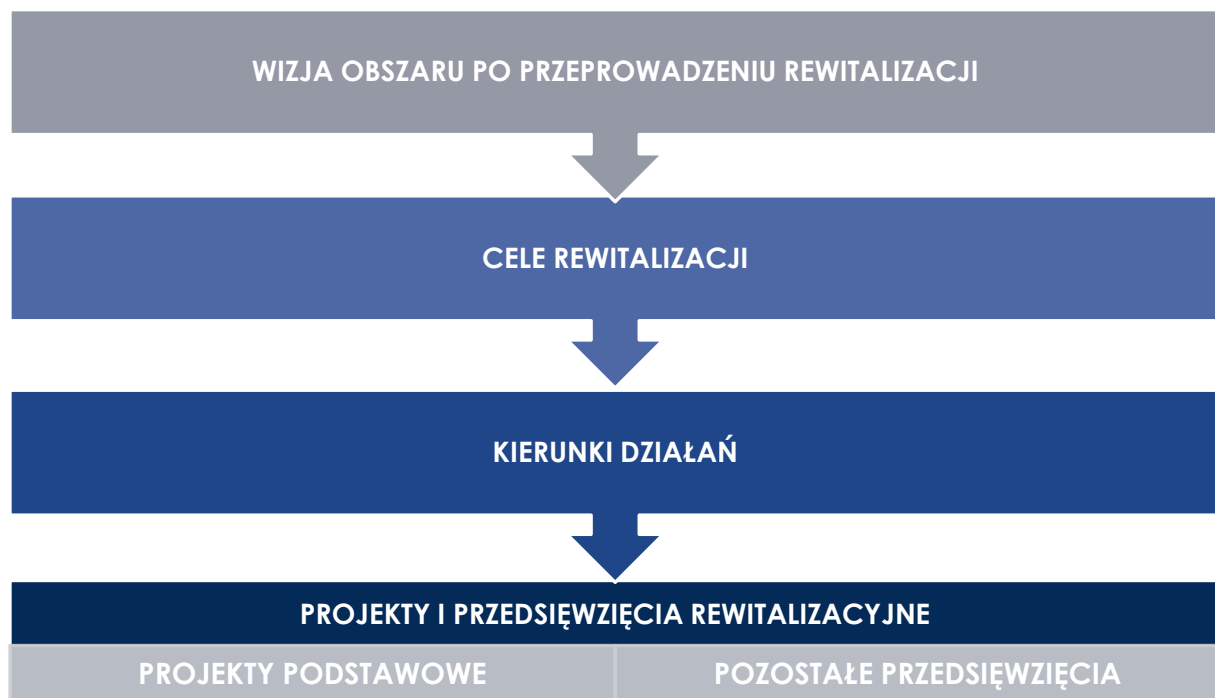 WIZJA OBSZARU PO PRZEPROWADZENIU REWITALIZACJI
CELE REWITALIZACJI
KIERUNKI DZIAŁAŃ
PROJEKTY I PRZEDSIĘWZIĘCIA REWITALIZACYJNE
PROJEKTY PODSTAWOWE
POZOSTAŁE PRZEDSIĘWZIĘCIA